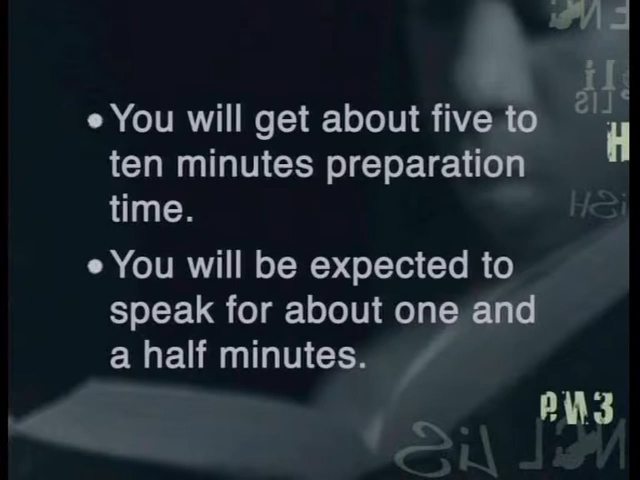 • You will get about five to
ten minutes preparation
time.
• You will be expected to
speak for about one and
a half minutes.